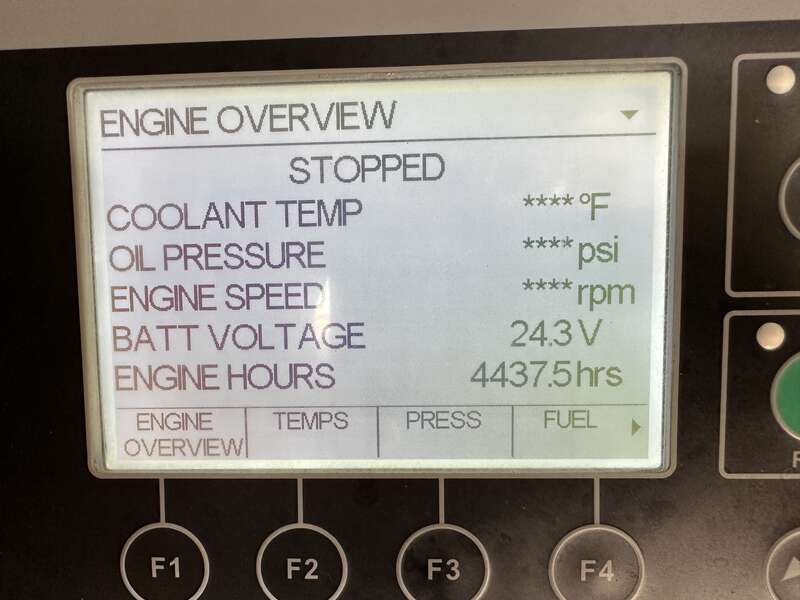 ENGINE OVERVIEW
STOPPED
COOLANT TEMP ****°F
OIL PRESSURE ****psi
ENGINE SPEED ****rpm
BATT VOLTAGE 24.3V
ENGINE HOURS 4437.5hrs
ENGINE OVERVIEW TEMPS PRESS FUEL
F1 F2 F3 F4